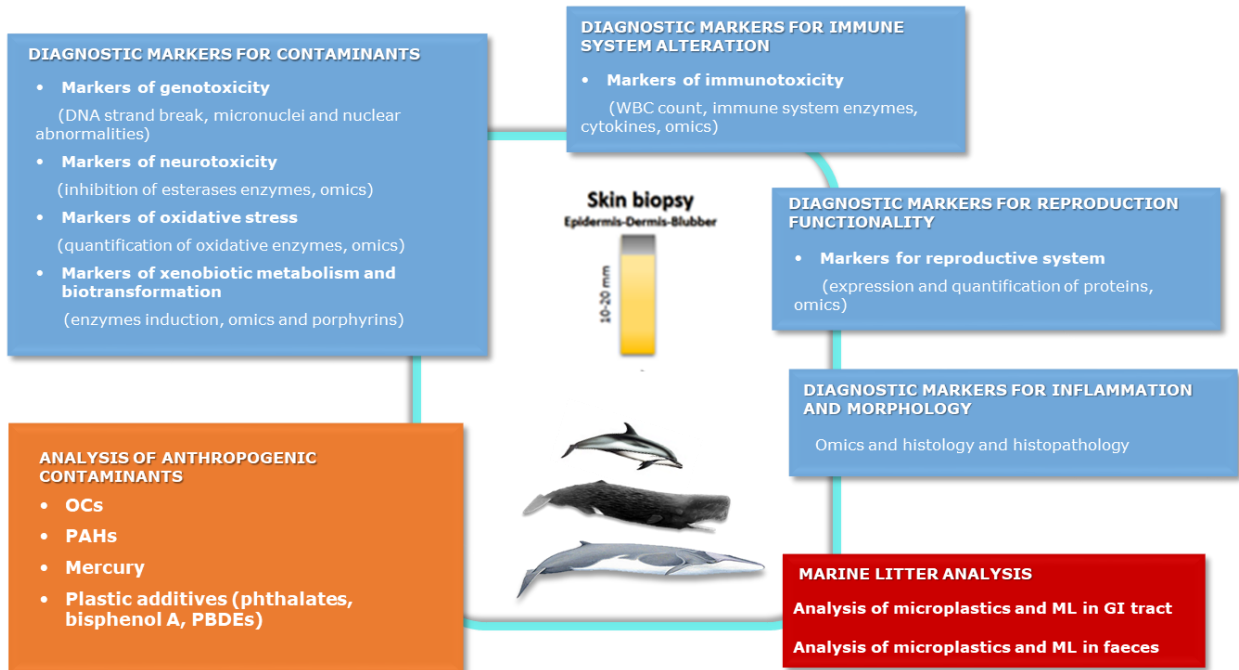 DIAGNOSTIC MARKERS FOR CONTAMINANTS
• Markers of genotoxicity
(DNA strand break, micronuclei and nuclear
abnormalities)
• Markers of neurotoxicity
(inhibition of esterases enzymes, omics)
• Markers of oxidative stress
(quantification of oxidative enzymes, omics)
• Markers of xenobiotic metabolism and
biotransformation
(enzymes induction, omics and porphyrins)
DIAGNOSTIC MARKERS FOR IMMUNE
SYSTEM ALTERATION
• Markers of immunotoxicity
(WBC count, immune system enzymes,
cytokines, omics)
Skin biopsy
Epidermis-Dermis-Blubber
10-20 mm
DIAGNOSTIC MARKERS FOR REPRODUCTION
FUNCTIONALITY
• Markers for reproductive system
(expression and quantification of proteins,
omics)
DIAGNOSTIC MARKERS FOR INFLAMMATION
AND MORPHOLOGY
Omics and histology and histopathology
ANALYSIS OF ANTHROPOGENIC
CONTAMINANTS
• OCs
• PAHs
• Mercury
• Plastic additives (phthalates,
bisphenol A, PBDEs)
MARINE LITTER ANALYSIS
Analysis of microplastics and ML in GI tract
Analysis of microplastics and ML in faeces